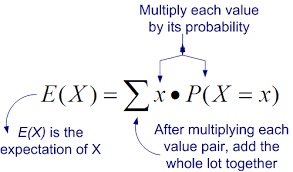 Multiply each value
by its probability
E(X) = ∑ x • P(X = x)
E(X) is the
expectation of X
After multiplying each
value pair, add the
whole lot together